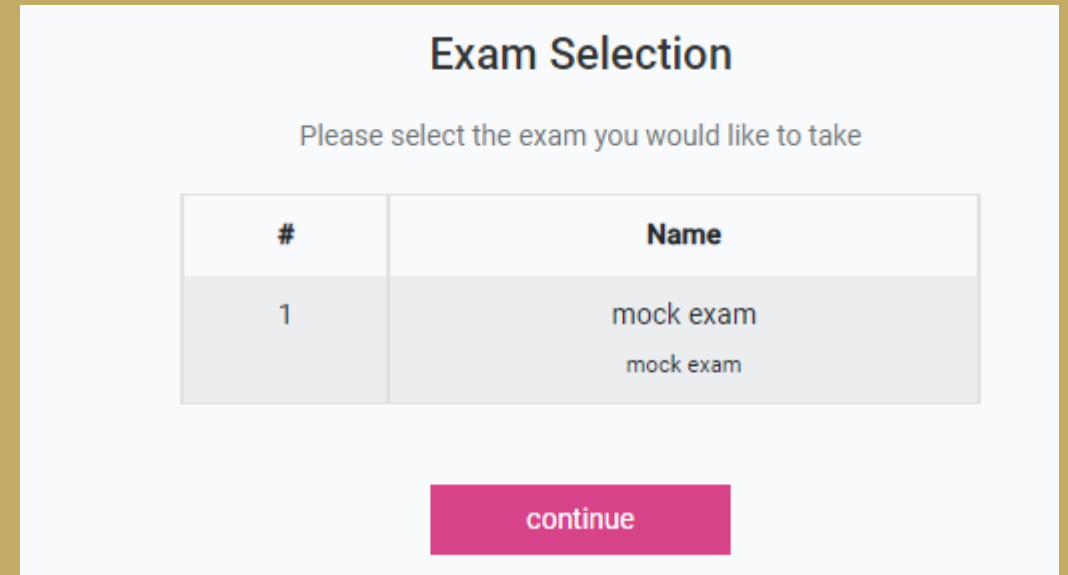 Exam Selection
Please select the exam you would like to take
# Name
1 mock exam
mock exam
continue